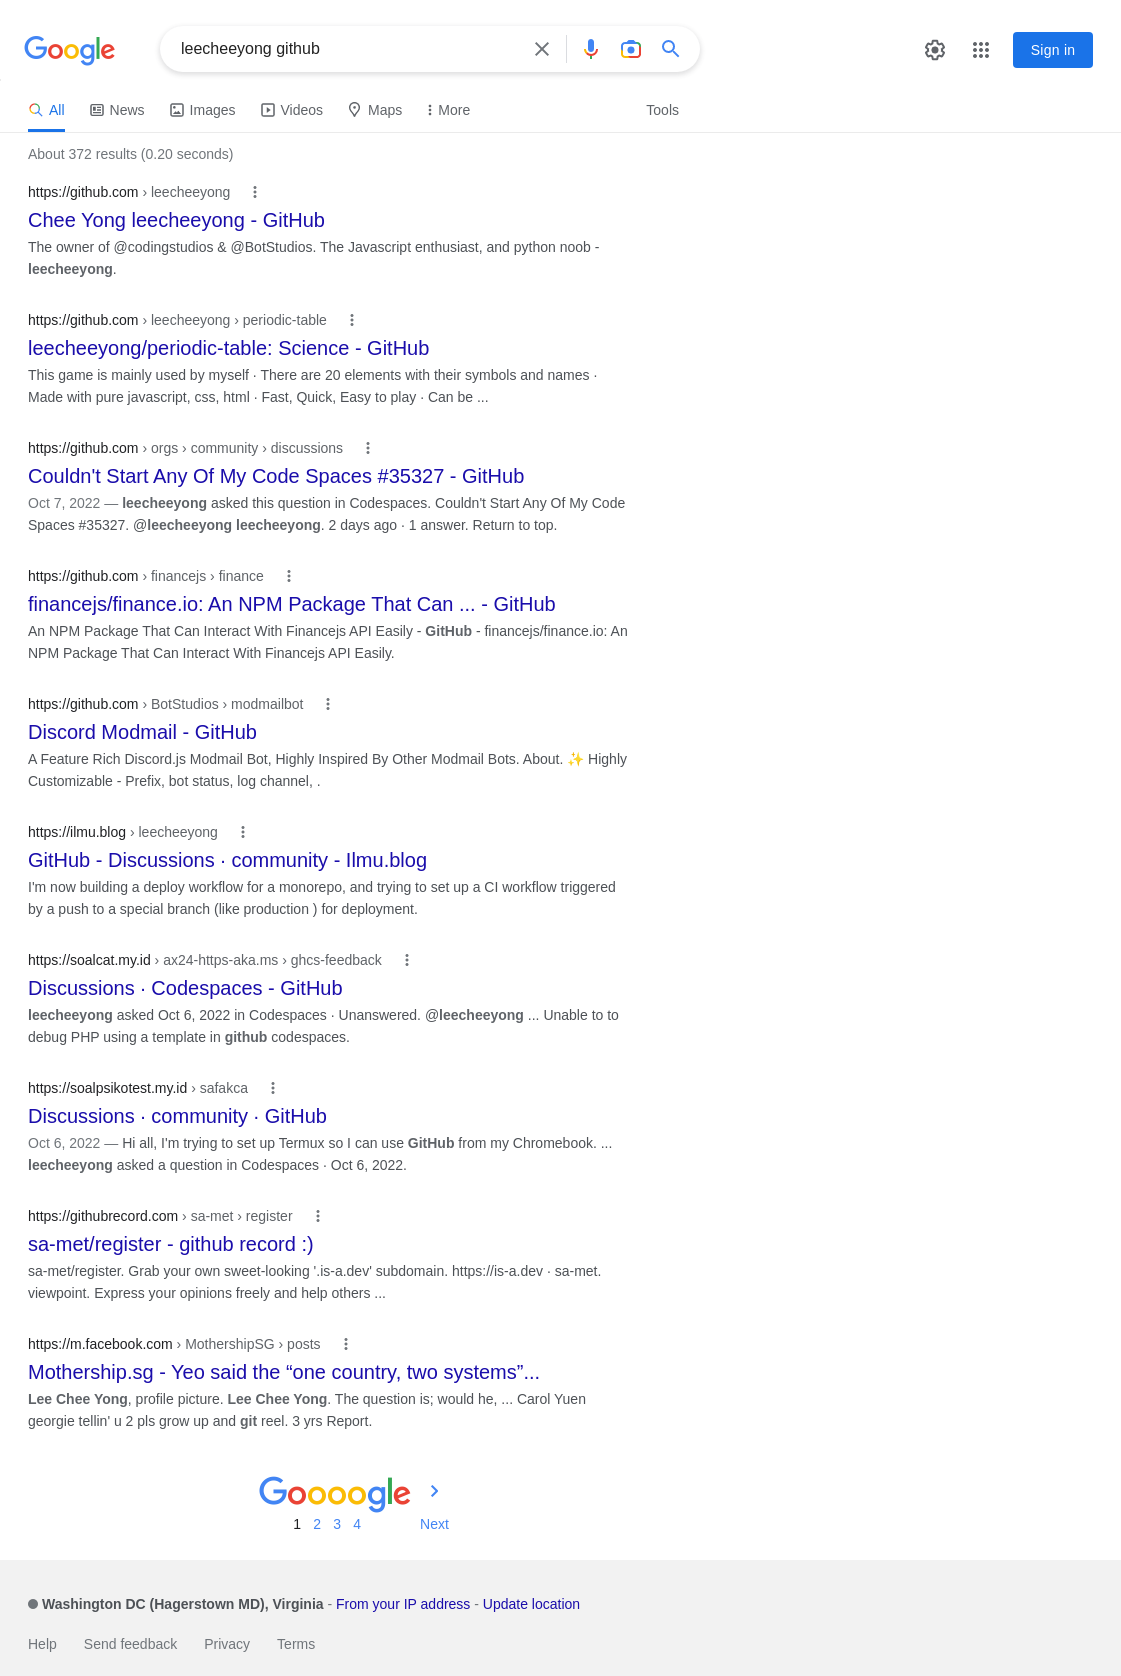 Google
leecheeyong github
Sign in
All News Images Videos Maps More Tools
About 372 results (0.20 seconds)
https://github.com › leecheeyong
Chee Yong leecheeyong - GitHub
The owner of @codingstudios & @BotStudios. The Javascript enthusiast, and python noob -
leecheeyong.
https://github.com › leecheeyong › periodic-table
leecheeyong/periodic-table: Science - GitHub
This game is mainly used by myself · There are 20 elements with their symbols and names ·
Made with pure javascript, css, html · Fast, Quick, Easy to play · Can be ...
https://github.com › orgs › community › discussions
Couldn't Start Any Of My Code Spaces #35327 - GitHub
Oct 7, 2022 — leecheeyong asked this question in Codespaces. Couldn't Start Any Of My Code
Spaces #35327. @leecheeyong leecheeyong. 2 days ago · 1 answer. Return to top.
https://github.com › financejs › finance
financejs/finance.io: An NPM Package That Can ... - GitHub
An NPM Package That Can Interact With Financejs API Easily - GitHub - financejs/finance.io: An
NPM Package That Can Interact With Financejs API Easily.
https://github.com › BotStudios › modmailbot
Discord Modmail - GitHub
A Feature Rich Discord.js Modmail Bot, Highly Inspired By Other Modmail Bots. About. ✨ Highly
Customizable - Prefix, bot status, log channel, .
https://ilmu.blog › leecheeyong
GitHub - Discussions · community - Ilmu.blog
I'm now building a deploy workflow for a monorepo, and trying to set up a CI workflow triggered
by a push to a special branch (like production ) for deployment.
https://soalcat.my.id › ax24-https-aka.ms › ghcs-feedback
Discussions · Codespaces - GitHub
leecheeyong asked Oct 6, 2022 in Codespaces · Unanswered. @leecheeyong ... Unable to to
debug PHP using a template in github codespaces.
https://soalpsikotest.my.id › safakca
Discussions · community · GitHub
Oct 6, 2022 — Hi all, I'm trying to set up Termux so I can use GitHub from my Chromebook. ...
leecheeyong asked a question in Codespaces · Oct 6, 2022.
https://githubrecord.com › sa-met › register
sa-met/register - github record :)
sa-met/register. Grab your own sweet-looking '.is-a.dev' subdomain. https://is-a.dev · sa-met.
viewpoint. Express your opinions freely and help others ...
https://m.facebook.com › MothershipSG › posts
Mothership.sg - Yeo said the “one country, two systems”...
Lee Chee Yong, profile picture. Lee Chee Yong. The question is; would he, ... Carol Yuen
georgie tellin' u 2 pls grow up and git reel. 3 yrs Report.
Goooogle
1 2 3 4 Next
Washington DC (Hagerstown MD), Virginia - From your IP address - Update location
Help Send feedback Privacy Terms